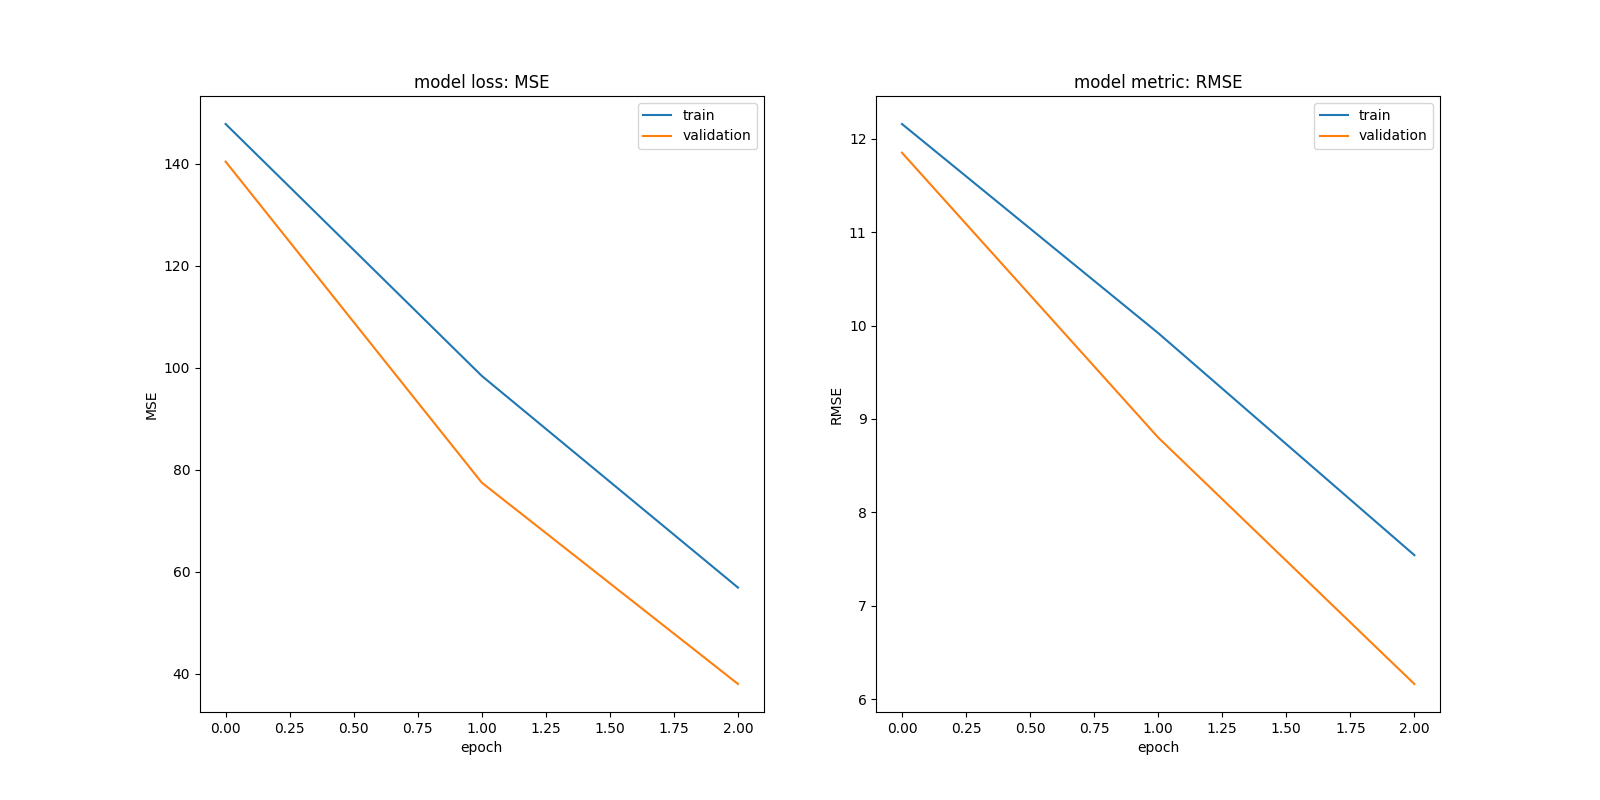 model loss: MSE
train
validation
140
120
100
80
60
40
MSE
0.00 0.25 0.50 0.75 1.00 1.25 1.50 1.75 2.00
epoch
model metric: RMSE
train
validation
12
11
10
9
8
7
6
RMSE
0.00 0.25 0.50 0.75 1.00 1.25 1.50 1.75 2.00
epoch